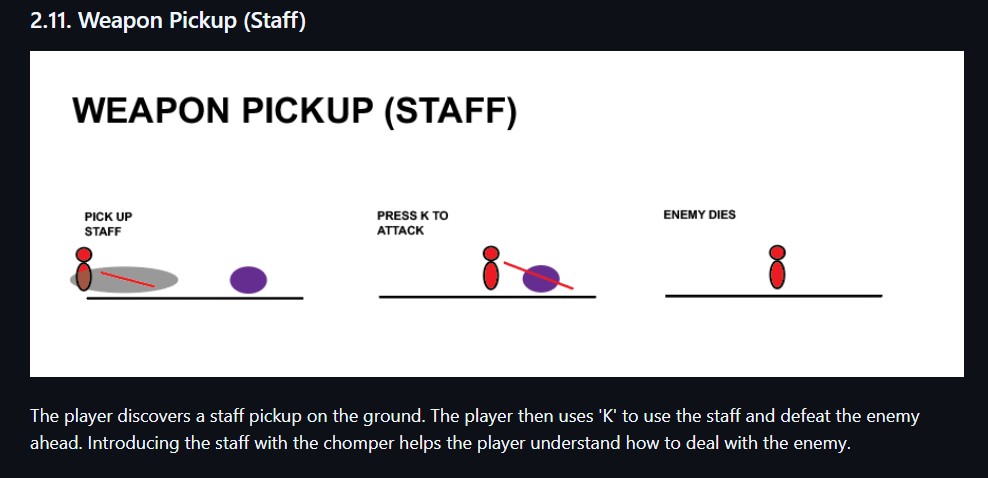 2.11. Weapon Pickup (Staff)
WEAPON PICKUP (STAFF)
PICK UP
STAFF
PRESS K TO
ATTACK
ENEMY DIES
The player discovers a staff pickup on the ground. The player then uses 'K' to use the staff and defeat the enemy
ahead. Introducing the staff with the chomper helps the player understand how to deal with the enemy.